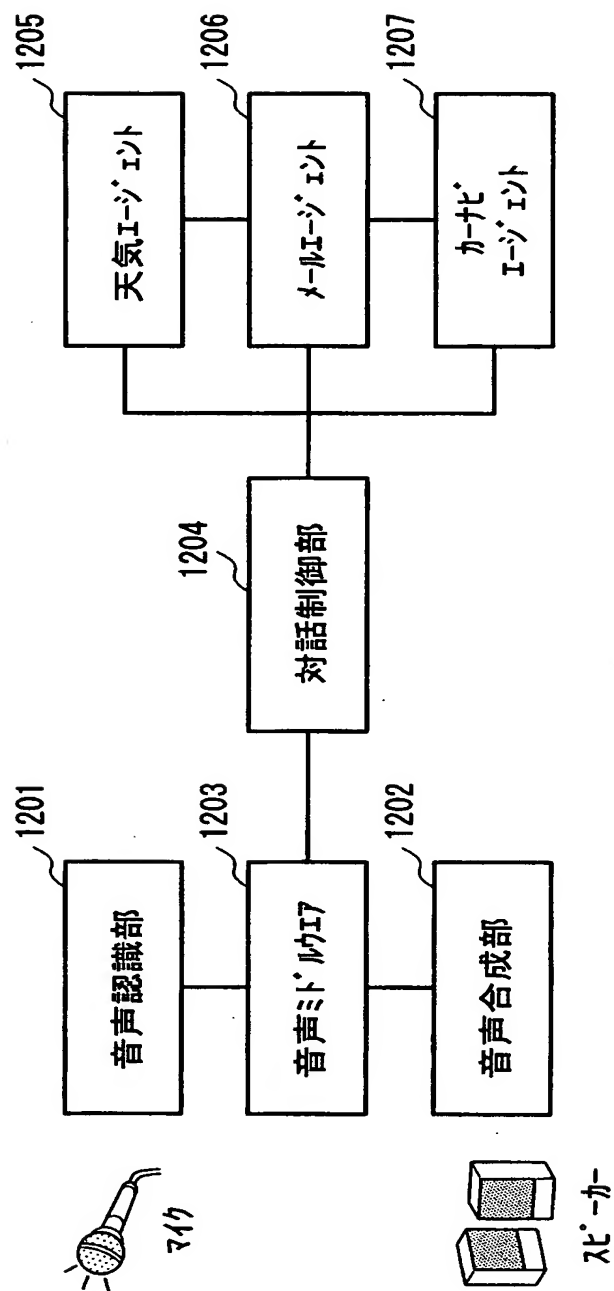 マイク
スピーカー
1201
音声認識部
1203
音声ミドルウエア
1202
音声合成部
1204
対話制御部
1205
天気エージェント
1206
メールエージェント
1207
カーナビ
エージェント